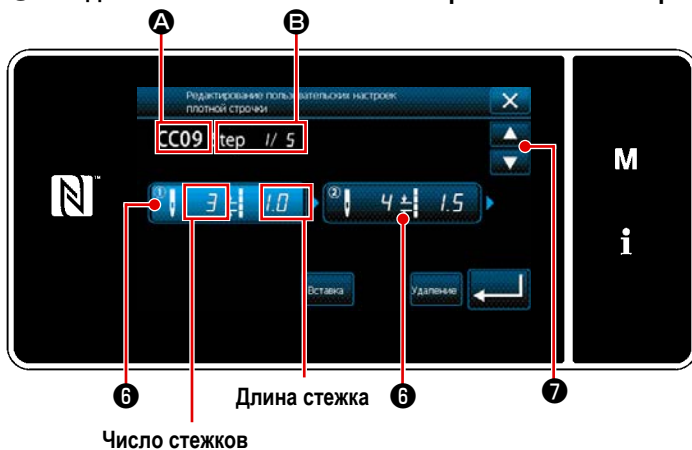 A B
Редактирование пользовательских настроек
плотной строчки
CC09 Step 1/ 5
M
① 3 1.0 ② 4 1.5
i
Вставка Удаление
6 Длина стежка 6 7
Число стежков